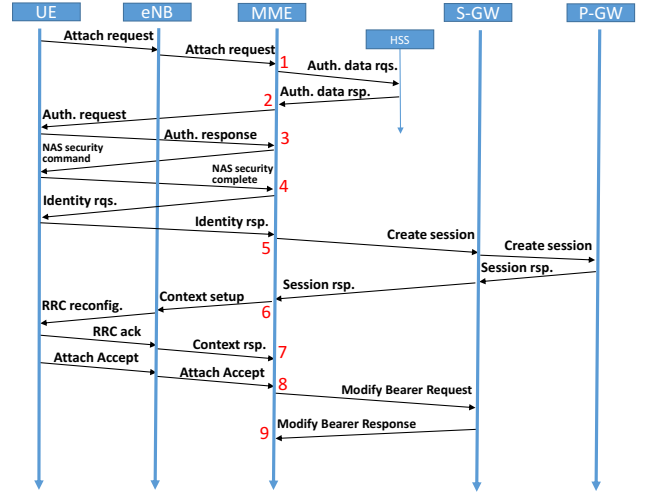 UE
eNB
MME
HSS
S-GW
P-GW
Attach request
Attach request
1
Auth. data rqs.
2
Auth. data rsp.
Auth. request
Auth. response
3
NAS security
command
NAS security
complete
4
Identity rqs.
Identity rsp.
5
Create session
Create session
Session rsp.
Session rsp.
RRC reconfig.
Context setup
6
RRC ack
Context rsp.
7
Attach Accept
Attach Accept
8
Modify Bearer Request
9
Modify Bearer Response